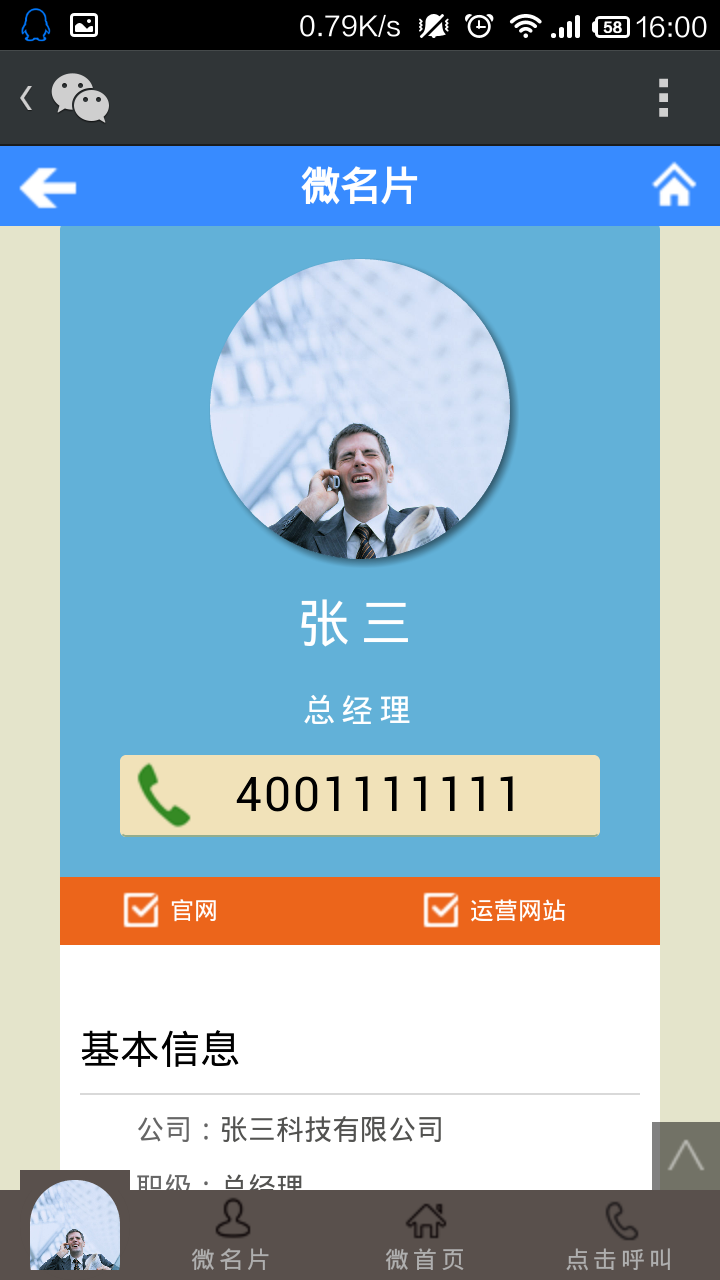 0.79K/s 58 16:00
微名片
张三
总经理
4001111111
官网 运营网站
基本信息
公司：张三科技有限公司
职级：总经理
微名片 微首页 点击呼叫